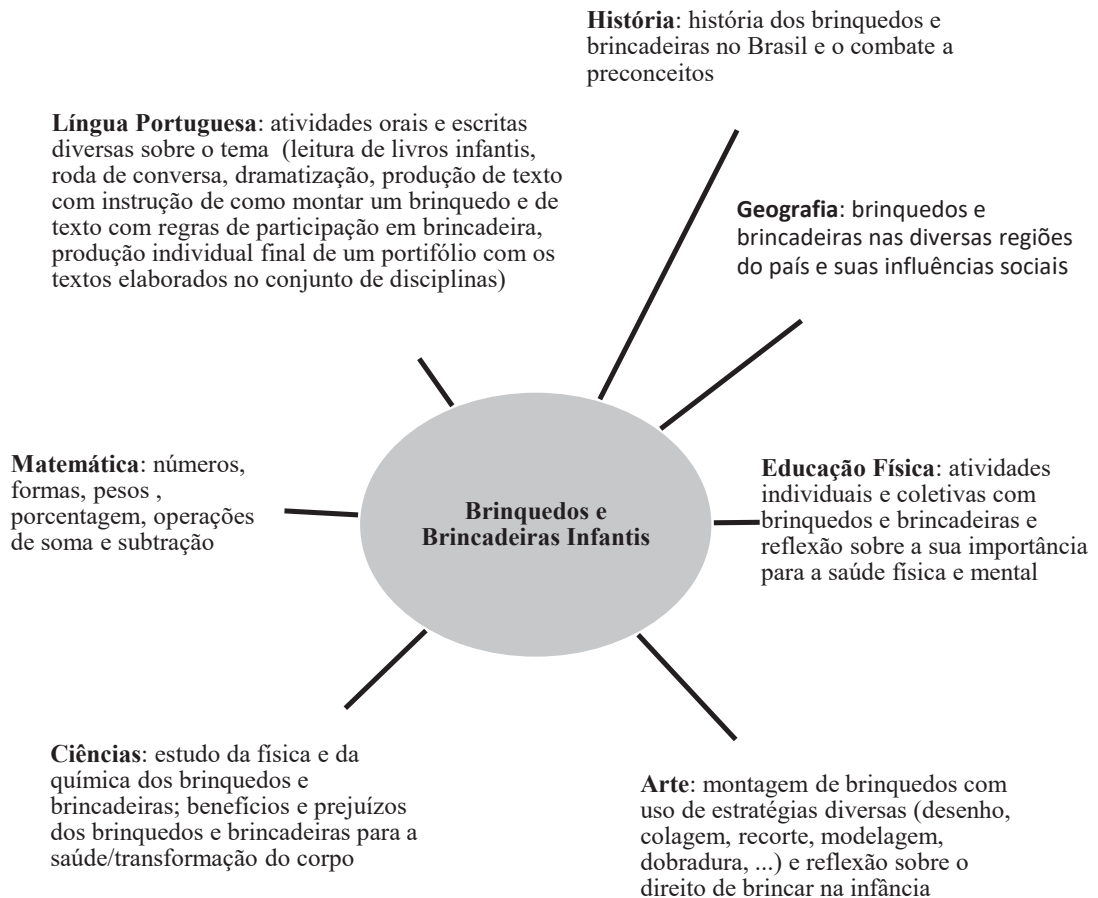 História: história dos brinquedos e
brincadeiras no Brasil e o combate a
preconceitos
Língua Portuguesa: atividades orais e escritas
diversas sobre o tema (leitura de livros infantis,
roda de conversa, dramatização, produção de texto
com instrução de como montar um brinquedo e de
texto com regras de participação em brincadeira,
produção individual final de um portifólio com os
textos elaborados no conjunto de disciplinas)
Geografia: brinquedos e
brincadeiras nas diversas regiões
do país e suas influências sociais
Matemática: números,
formas, pesos ,
porcentagem, operações
de soma e subtração
Brinquedos e
Brincadeiras Infantis
Educação Física: atividades
individuais e coletivas com
brinquedos e brincadeiras e
reflexão sobre a sua importância
para a saúde física e mental
Ciências: estudo da física e da
química dos brinquedos e
brincadeiras; benefícios e prejuízos
dos brinquedos e brincadeiras para a
saúde/transformação do corpo
Arte: montagem de brinquedos com
uso de estratégias diversas (desenho,
colagem, recorte, modelagem,
dobradura, ...) e reflexão sobre o
direito de brincar na infância